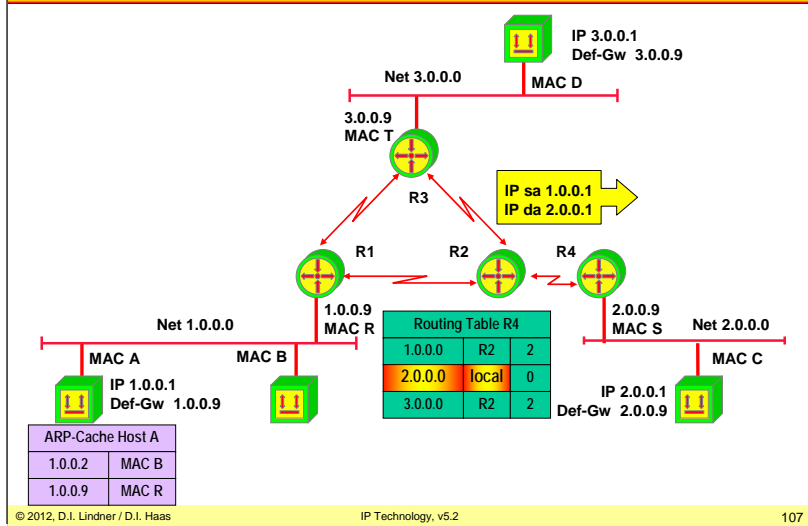 IP 3.0.0.1
Def-Gw 3.0.0.9
Net 3.0.0.0
MAC D
3.0.0.9
MAC T
R3
IP sa 1.0.0.1
IP da 2.0.0.1
R1
R2
R4
1.0.0.9
MAC R
2.0.0.9
MAC S
Net 1.0.0.0
Net 2.0.0.0
Routing Table R4
1.0.0.0 R2 2
2.0.0.0 local 0
3.0.0.0 R2 2
MAC A
MAC B
MAC C
IP 1.0.0.1
Def-Gw 1.0.0.9
IP 2.0.0.1
Def-Gw 2.0.0.9
ARP-Cache Host A
1.0.0.2 MAC B
1.0.0.9 MAC R
© 2012, D.I. Lindner / D.I. Haas IP Technology, v5.2 107